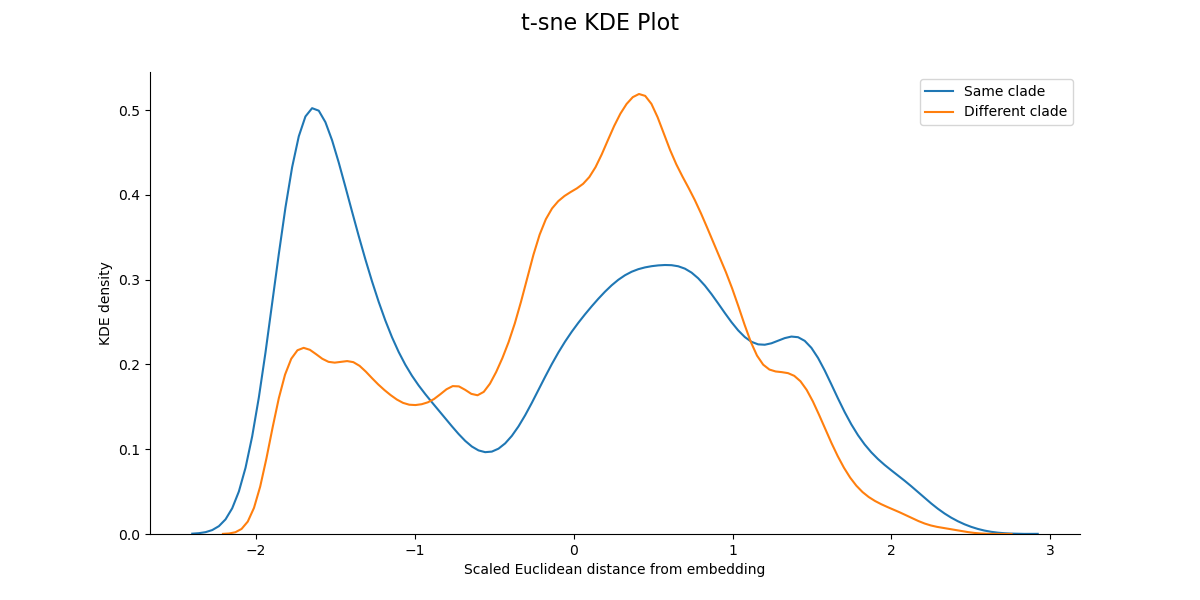 t-sne KDE Plot
Same clade
Different clade
KDE density
0.5
0.4
0.3
0.2
0.1
0.0
−2
−1
0
1
2
3
Scaled Euclidean distance from embedding